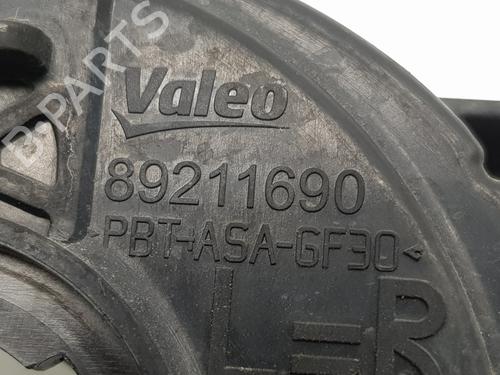 B-PARTS
Valeo
89211690
>PBT+ASA-GF30<
L=R